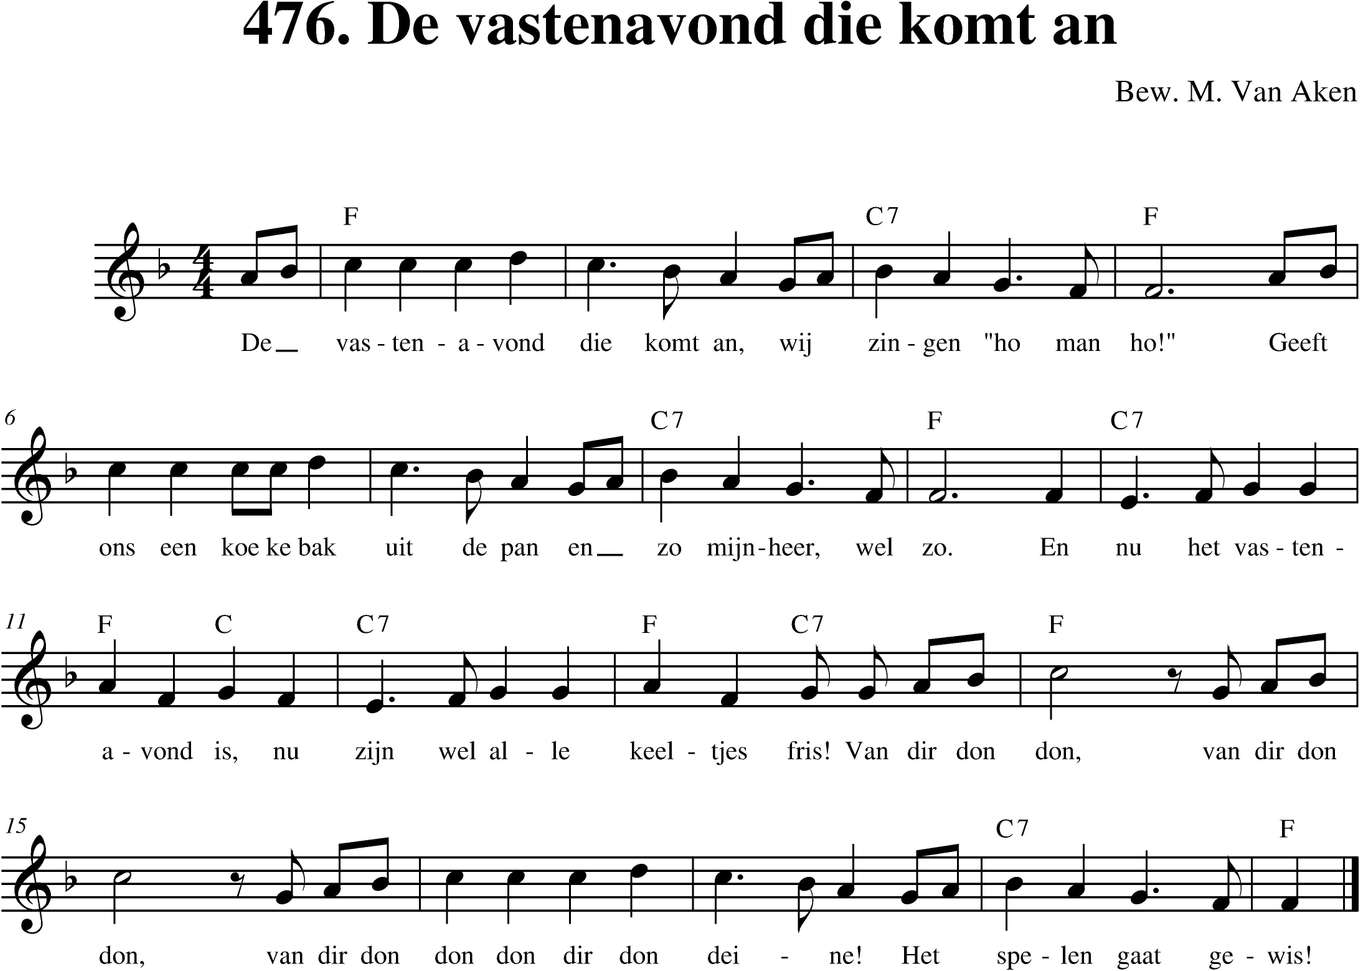 476. De vastenavond die komt an
Bew. M. Van Aken
F C7 F
4/4
De _ vas - ten - a - vond die komt an, wij zin - gen "ho man ho!" Geeft
6 C7 F C7
ons een koe ke bak uit de pan en _ zo mijn-heer, wel zo. En nu het vas - ten -
11 F C C7 F C7 F
a - vond is, nu zijn wel al - le keel - tjes fris! Van dir don don, van dir don
15 C7 F
don, van dir don don don dir don dei - ne! Het spe - len gaat ge - wis!